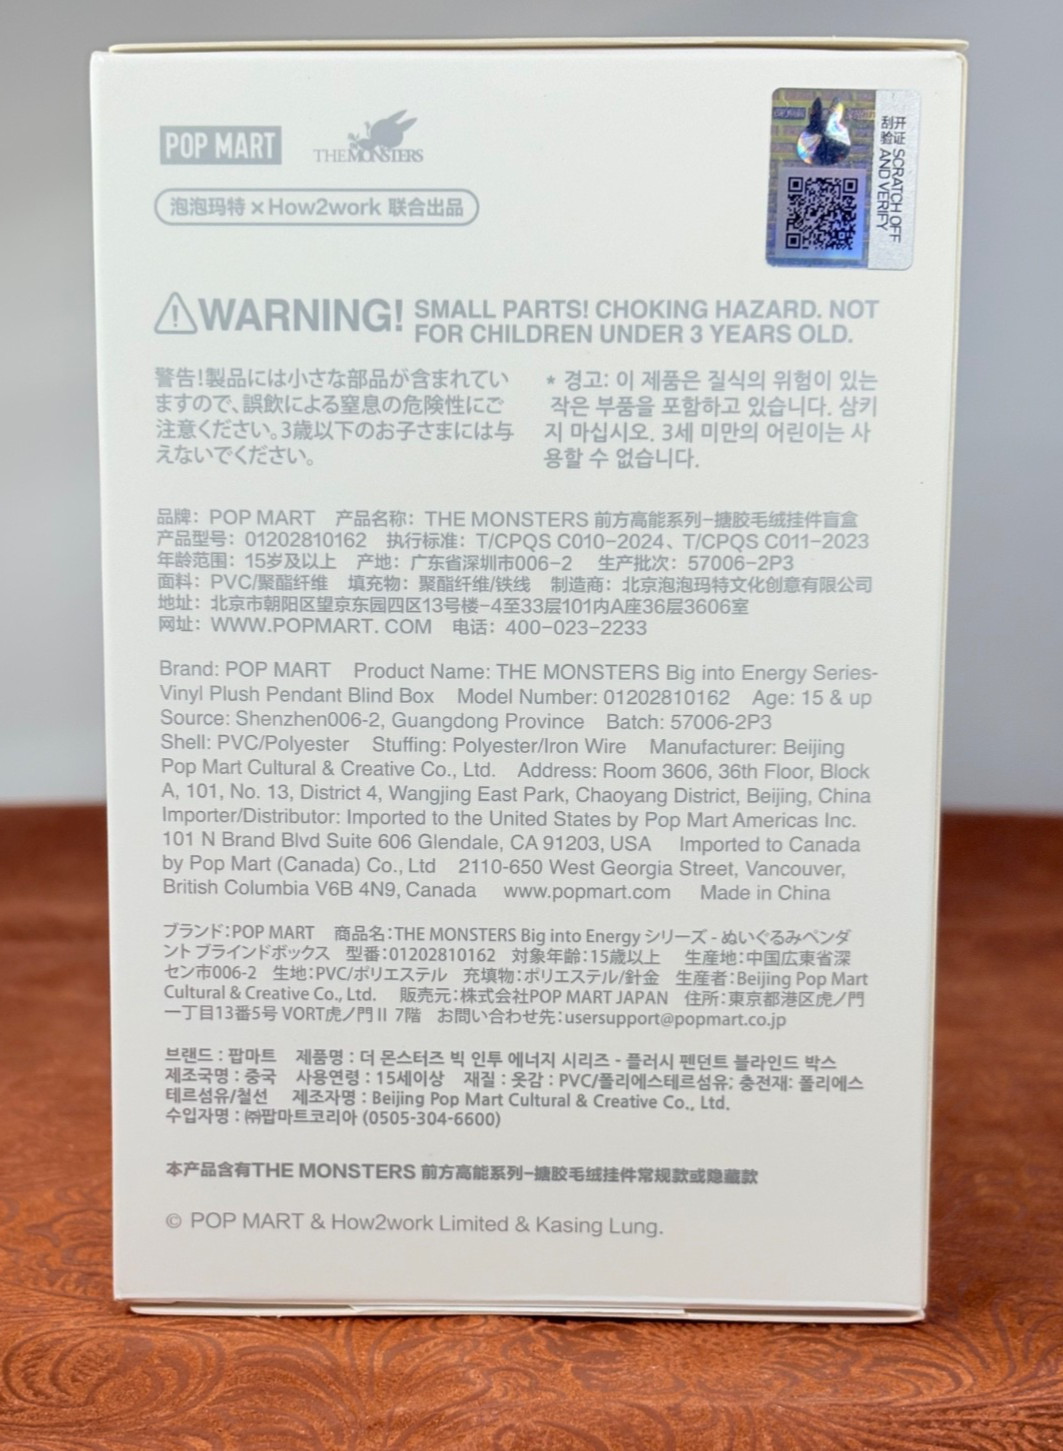 POP MART
THE MONSTERS
泡泡玛特 × How2work 联合出品
刮开
验证
SCRATCH OFF
AND VERIFY
WARNING! SMALL PARTS! CHOKING HAZARD. NOT
FOR CHILDREN UNDER 3 YEARS OLD.
警告!製品には小さな部品が含まれてい
ますので、誤飲による窒息の危険性にご
注意ください。3歳以下のお子さまには与
えないでください。
* 경고: 이 제품은 질식의 위험이 있는
작은 부품을 포함하고 있습니다. 삼키
지 마십시오. 3세 미만의 어린이는 사
용할 수 없습니다.
品牌: POP MART 产品名称: THE MONSTERS 前方高能系列-搪胶毛绒挂件盲盒
产品型号: 01202810162 执行标准: T/CPQS C010-2024、T/CPQS C011-2023
年龄范围: 15岁及以上 产地: 广东省深圳市006-2 生产批次: 57006-2P3
面料: PVC/聚酯纤维 填充物: 聚酯纤维/铁线 制造商: 北京泡泡玛特文化创意有限公司
地址: 北京市朝阳区望京东园四区13号楼-4至33层101内A座36层3606室
网址: WWW.POPMART. COM 电话: 400-023-2233
Brand: POP MART Product Name: THE MONSTERS Big into Energy Series-
Vinyl Plush Pendant Blind Box Model Number: 01202810162 Age: 15 & up
Source: Shenzhen006-2, Guangdong Province Batch: 57006-2P3
Shell: PVC/Polyester Stuffing: Polyester/Iron Wire Manufacturer: Beijing
Pop Mart Cultural & Creative Co., Ltd. Address: Room 3606, 36th Floor, Block
A, 101, No. 13, District 4, Wangjing East Park, Chaoyang District, Beijing, China
Importer/Distributor: Imported to the United States by Pop Mart Americas Inc.
101 N Brand Blvd Suite 606 Glendale, CA 91203, USA Imported to Canada
by Pop Mart (Canada) Co., Ltd 2110-650 West Georgia Street, Vancouver,
British Columbia V6B 4N9, Canada www.popmart.com Made in China
ブランド:POP MART 商品名:THE MONSTERS Big into Energy シリーズ - ぬいぐるみペンダ
ント ブラインドボックス 型番:01202810162 対象年齢:15歳以上 生産地:中国広東省深
セン市006-2 生地:PVC/ポリエステル 充填物:ポリエステル/針金 生産者:Beijing Pop Mart
Cultural & Creative Co., Ltd. 販売元:株式会社POP MART JAPAN 住所:東京都港区虎ノ門
一丁目13番5号 VORT虎ノ門Ⅱ 7階 お問い合わせ先:usersupport@popmart.co.jp
브랜드 : 팝마트 제품명 : 더 몬스터즈 빅 인투 에너지 시리즈 - 플러시 펜던트 블라인드 박스
제조국명 : 중국 사용연령 : 15세이상 재질 : 옷감 : PVC/폴리에스테르섬유; 충전재: 폴리에스
테르섬유/철선 제조자명 : Beijing Pop Mart Cultural & Creative Co., Ltd.
수입자명 : ㈜팝마트코리아 (0505-304-6600)
本产品含有THE MONSTERS 前方高能系列-搪胶毛绒挂件常规款或隐藏款
© POP MART & How2work Limited & Kasing Lung.